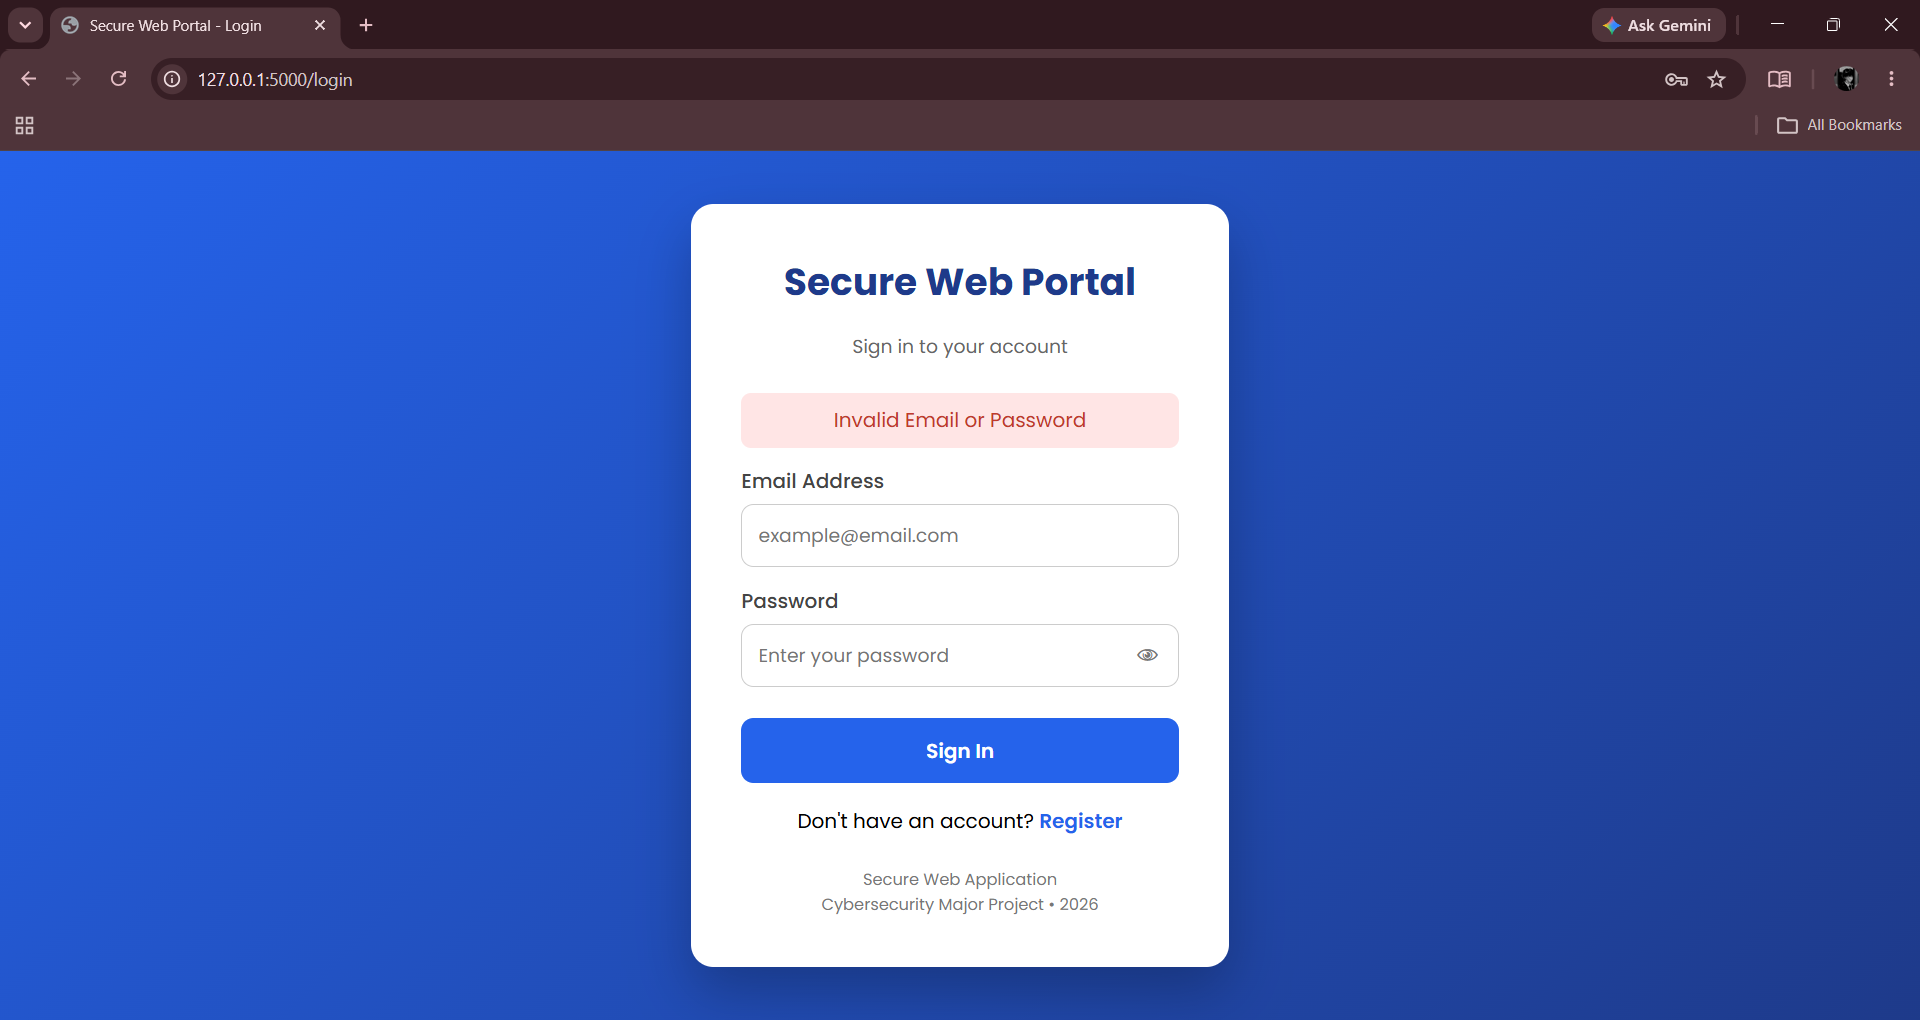 Secure Web Portal - Login
Ask Gemini
127.0.0.1:5000/login
All Bookmarks
Secure Web Portal
Sign in to your account
Invalid Email or Password
Email Address
example@email.com
Password
Enter your password
Sign In
Don't have an account? Register
Secure Web Application
Cybersecurity Major Project • 2026